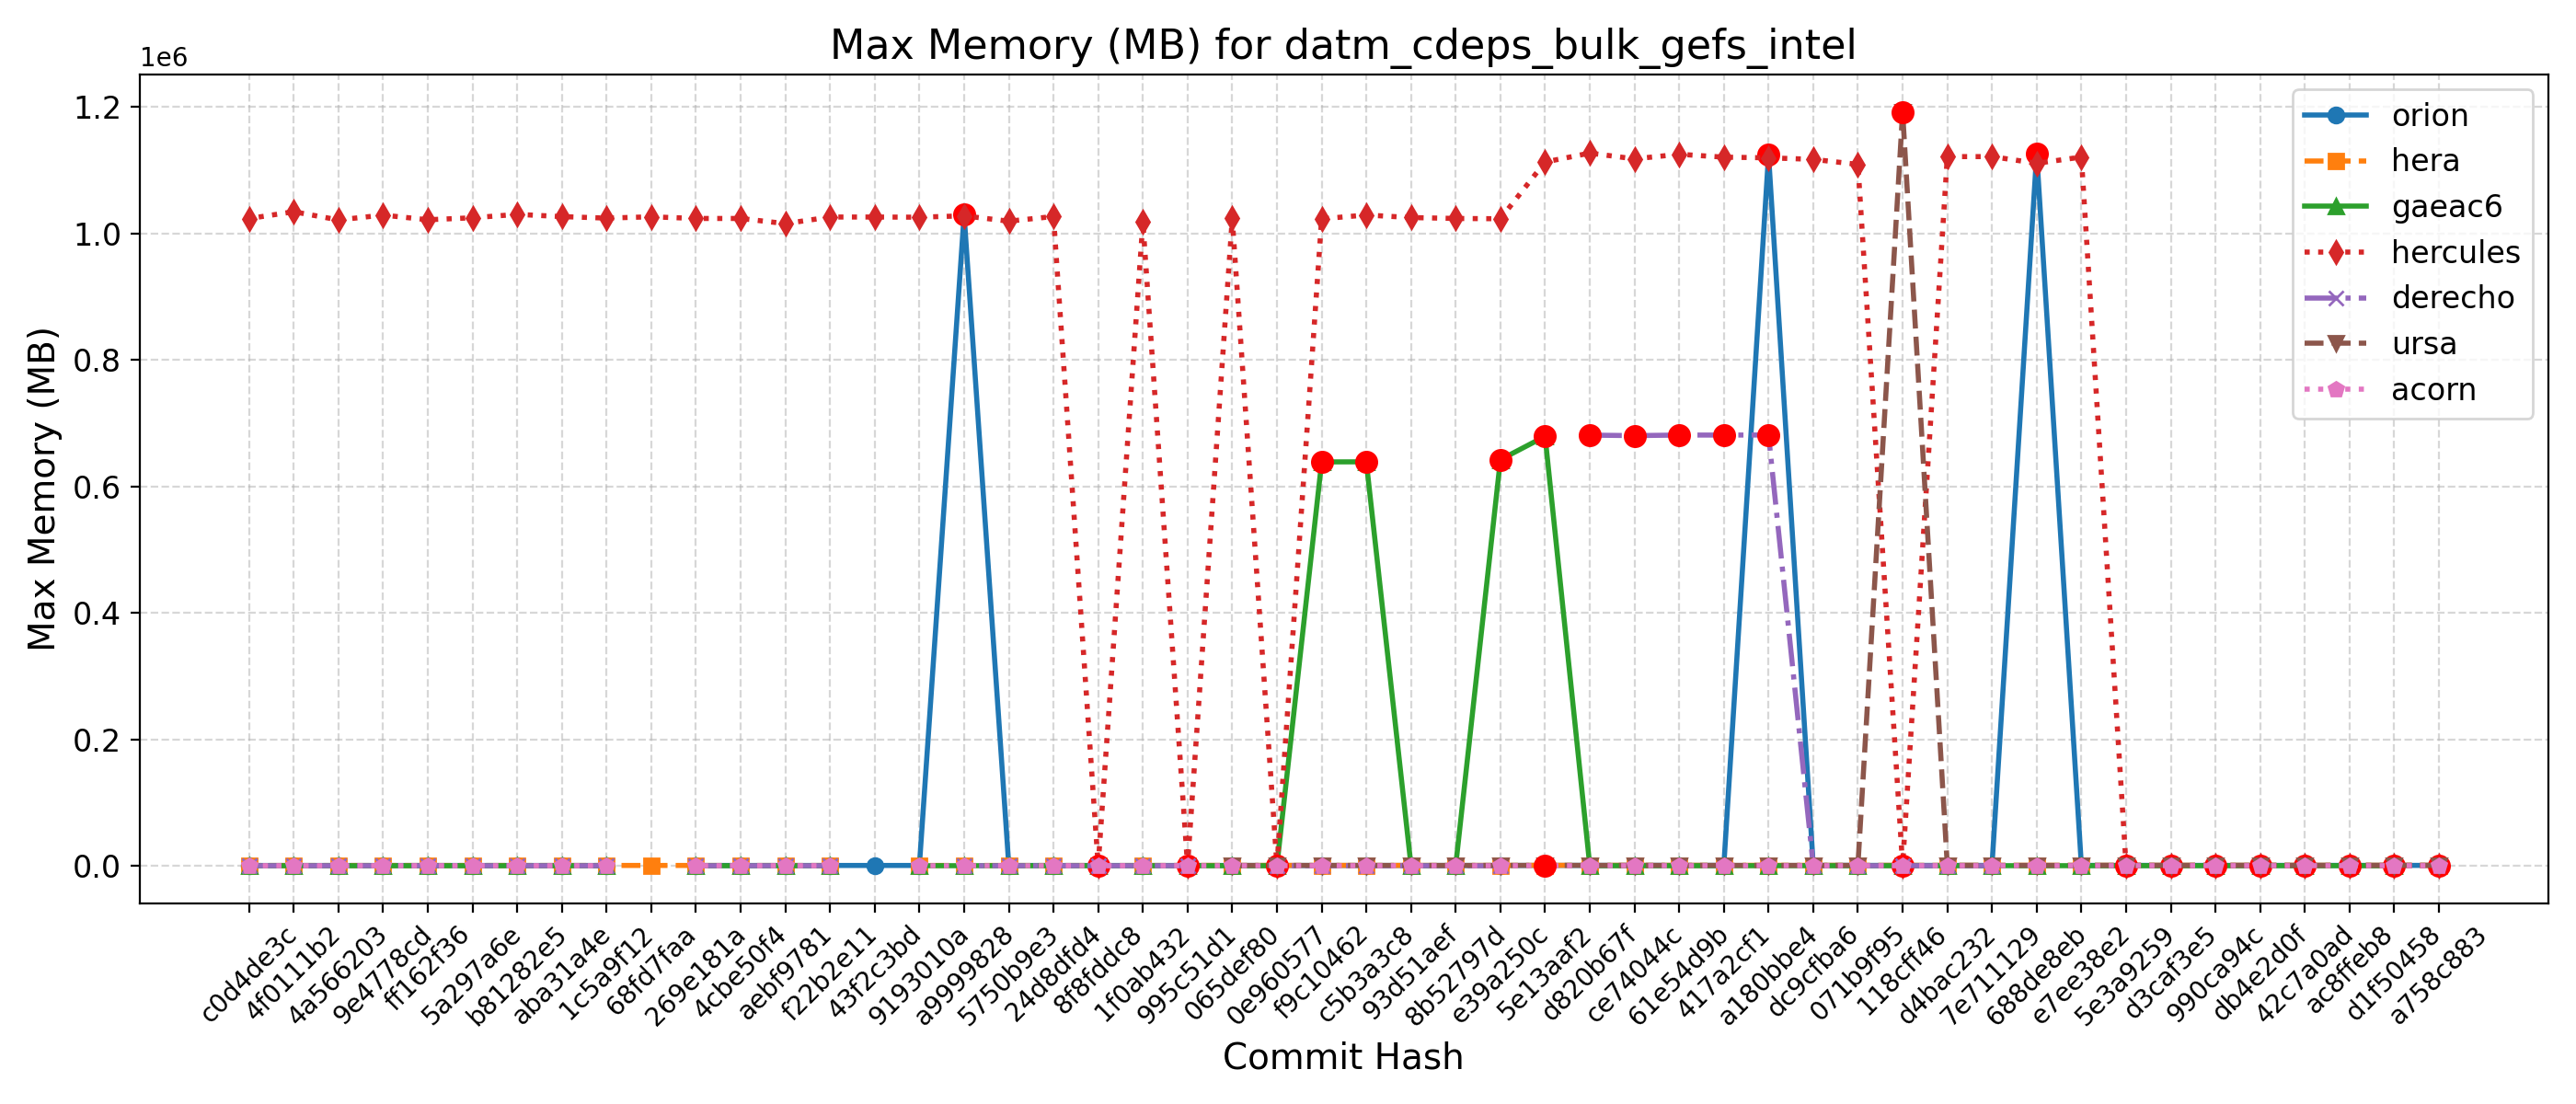 Max Memory (MB) for datm_cdeps_bulk_gefs_intel
1e6
1.2
1.0
0.8
0.6
0.4
0.2
0.0
Max Memory (MB)
orion
hera
gaeac6
hercules
derecho
ursa
acorn
c0d4de3c
4f0111b2
4a566203
9e4778cd
ff162f36
5a297a6e
b81282e5
aba31a4e
1c5a9f12
68fd7faa
269e181a
4cbe50f4
aebf9781
f22b2e11
43f2c3bd
9193010a
a9999828
5750b9e3
24d8dfd4
8f8fddc8
1f0ab432
995c51d1
065def80
0e960577
f9c10462
c5b3a3c8
93d51aef
8b52797d
e39a250c
5e13aaf2
d820b67f
ce74044c
61e54d9b
417a2cf1
a180bbe4
dc9cfba6
071b9f95
118cff46
d4bac232
7e711129
688de8eb
e7ee38e2
5e3a9259
d3caf3e5
990ca94c
db4e2d0f
42c7a0ad
ac8ffeb8
d1f50458
a758c883
Commit Hash